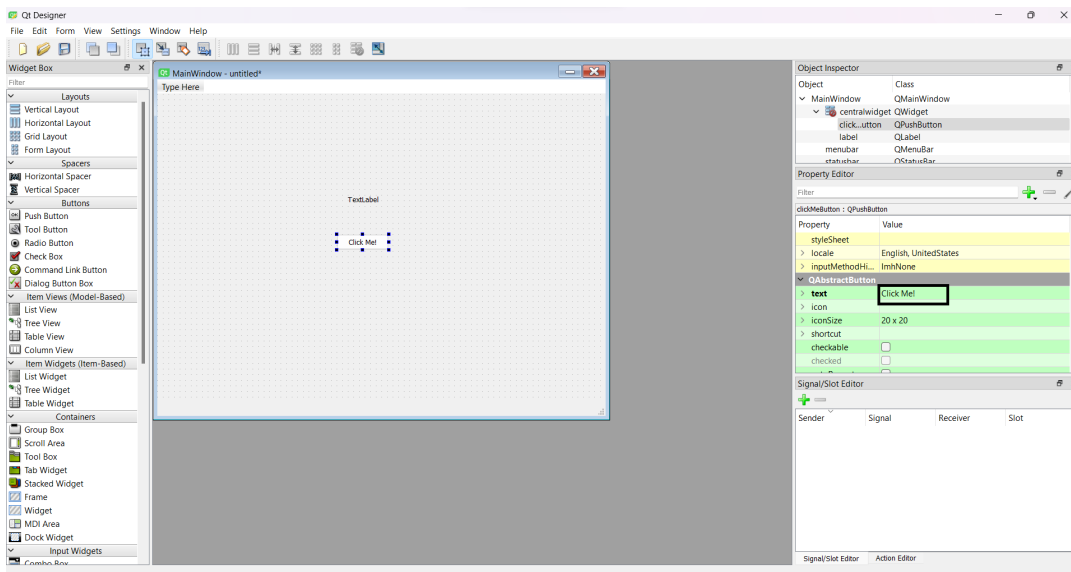 Qt Designer
File Edit Form View Settings Window Help
Widget Box
Filter
Layouts
Vertical Layout
Horizontal Layout
Grid Layout
Form Layout
Spacers
Horizontal Spacer
Vertical Spacer
Buttons
Push Button
Tool Button
Radio Button
Check Box
Command Link Button
Dialog Button Box
Item Views (Model-Based)
List View
Tree View
Table View
Column View
Item Widgets (Item-Based)
List Widget
Tree Widget
Table Widget
Containers
Group Box
Scroll Area
Tool Box
Tab Widget
Stacked Widget
Frame
Widget
MDI Area
Dock Widget
Input Widgets
Combo Box
Qt MainWindow - untitled*
Type Here
TextLabel
Click Me!
Object Inspector
Object Class
MainWindow QMainWindow
centralwidget QWidget
click...utton QPushButton
label QLabel
menubar QMenuBar
statusbar QStatusBar
Property Editor
Filter
clickMeButton : QPushButton
Property Value
styleSheet
locale English, UnitedStates
inputMethodHi... ImhNone
QAbstractButton
text Click Me!
icon
iconSize 20 x 20
shortcut
checkable
checked
Signal/Slot Editor
Sender Signal Receiver Slot
Signal/Slot Editor Action Editor